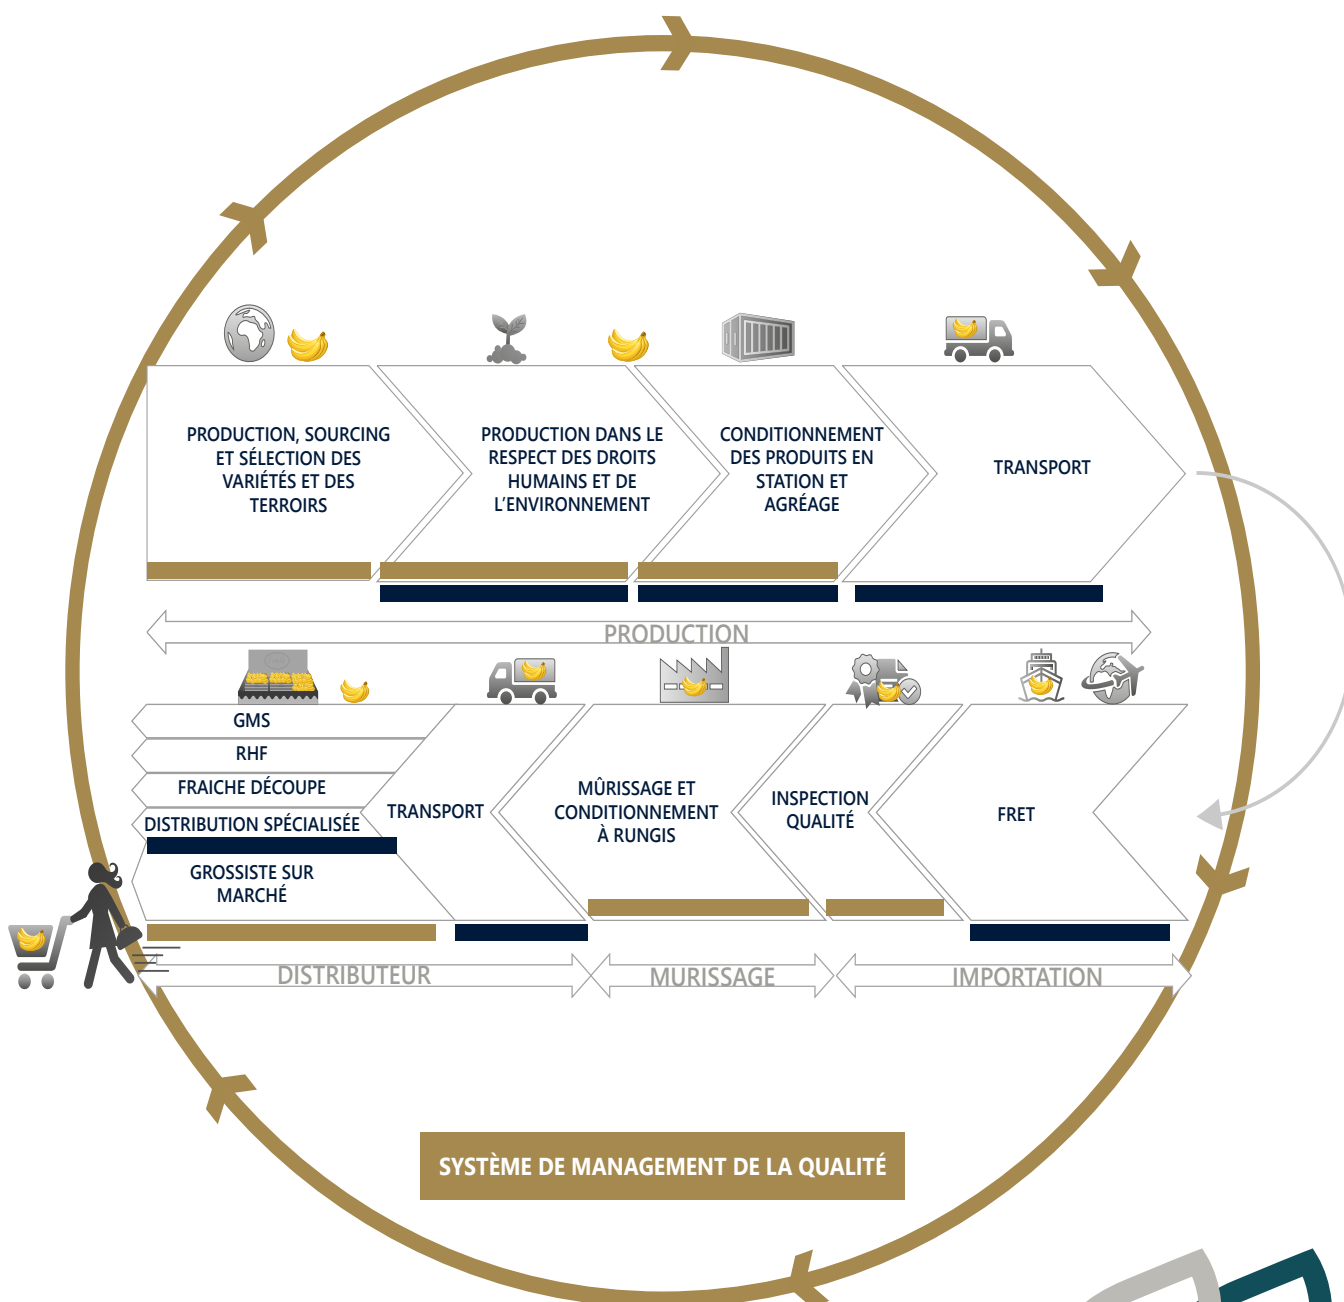 PRODUCTION, SOURCING
ET SÉLECTION DES
VARIÉTÉS ET DES
TERROIRS
PRODUCTION DANS LE
RESPECT DES DROITS
HUMAINS ET DE
L'ENVIRONNEMENT
CONDITIONNEMENT
DES PRODUITS EN
STATION ET
AGRÉAGE
TRANSPORT
PRODUCTION
GMS
RHF
FRAICHE DÉCOUPE
DISTRIBUTION SPÉCIALISÉE
GROSSISTE SUR
MARCHÉ
TRANSPORT
MÛRISSAGE ET
CONDITIONNEMENT
À RUNGIS
INSPECTION
QUALITÉ
FRET
DISTRIBUTEUR
MURISSAGE
IMPORTATION
SYSTÈME DE MANAGEMENT DE LA QUALITÉ